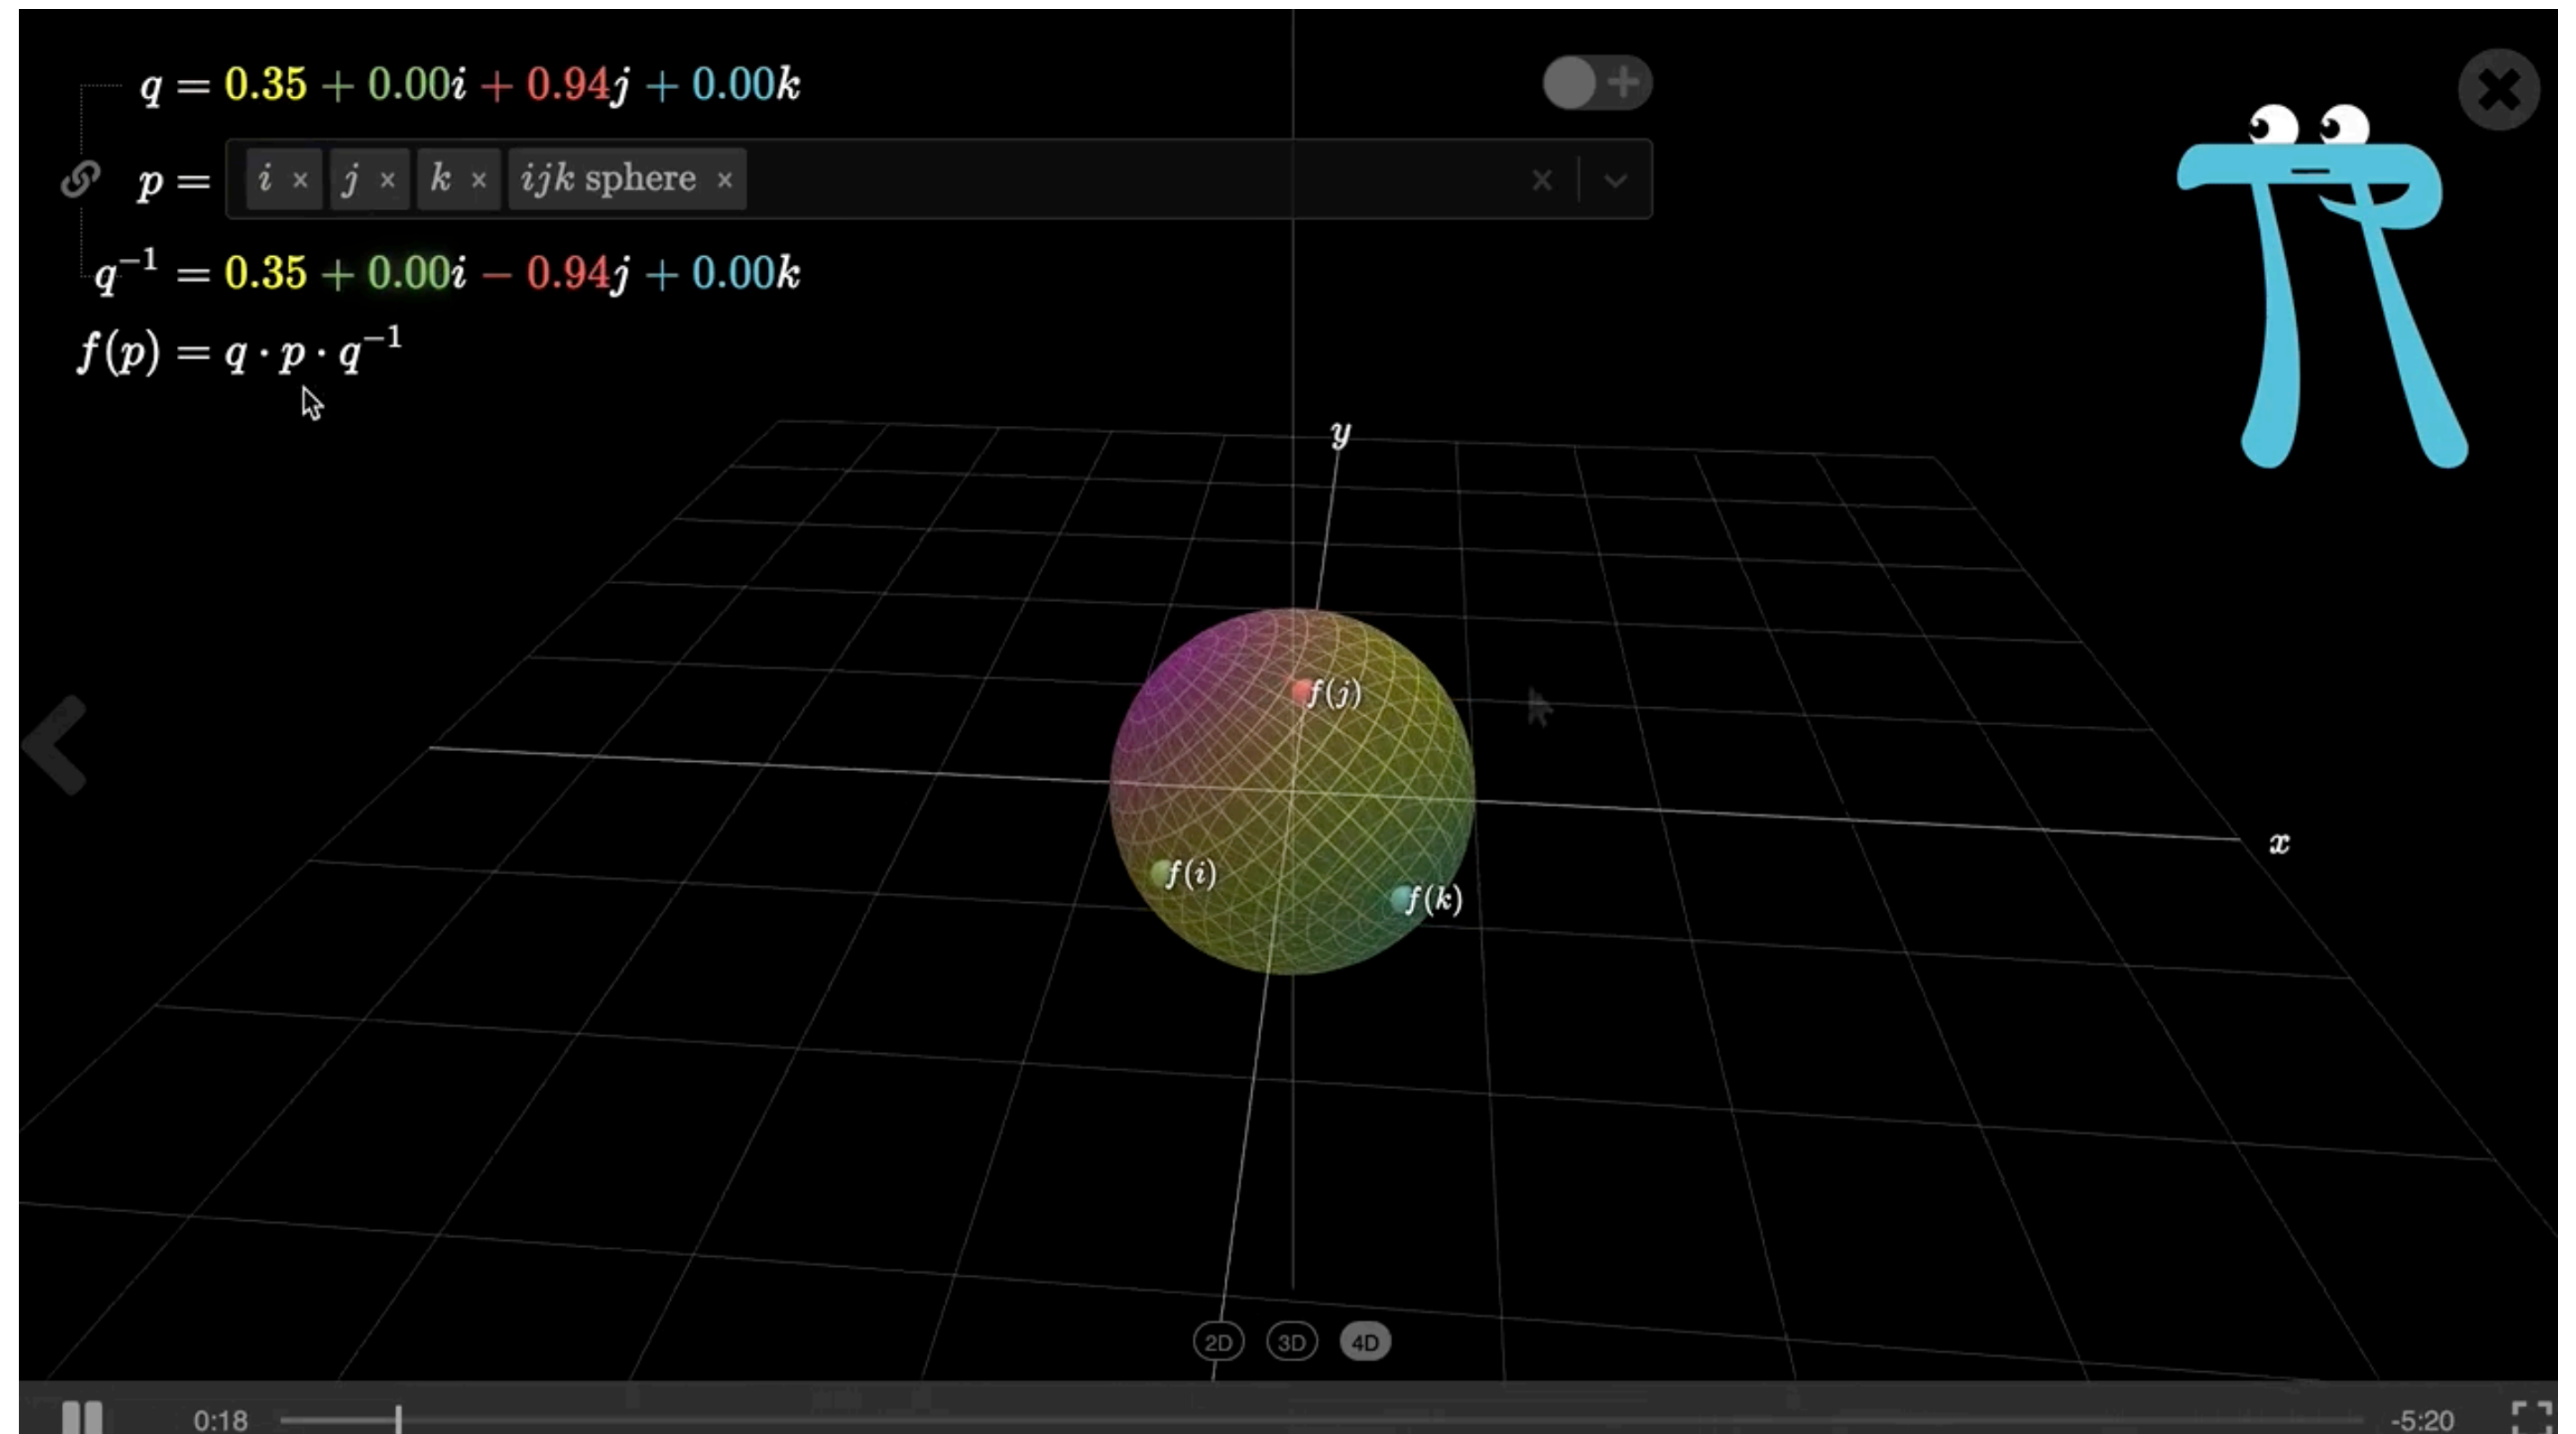 q = 0.35 + 0.00i + 0.94j + 0.00k
p = i × j × k × ijk sphere ×
q⁻¹ = 0.35 + 0.00i − 0.94j + 0.00k
f(p) = q · p · q⁻¹
y
f(j)
x
f(i)
f(k)
2D 3D 4D
0:18 -5:20